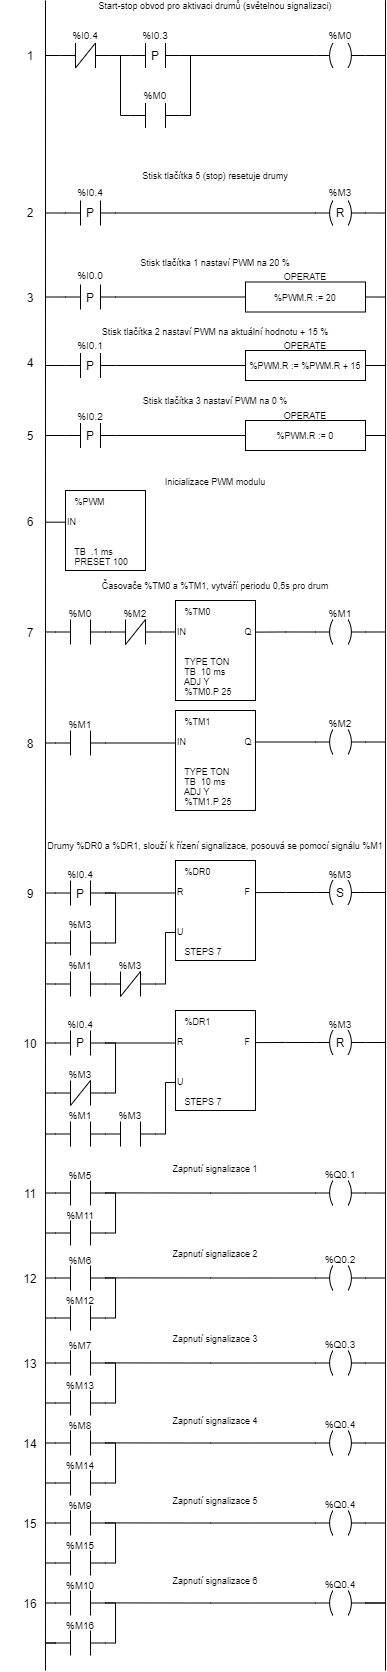 Start-stop obvod pro aktivaci drumů (světelnou signalizaci)
%I0.4 %I0.3 %M0
1 P
%M0
Stisk tlačítka 5 (stop) resetuje drumy
%I0.4 %M3
2 P R
Stisk tlačítka 1 nastaví PWM na 20 %
%I0.0 OPERATE
3 P %PWM.R := 20
Stisk tlačítka 2 nastaví PWM na aktuální hodnotu + 15 %
%I0.1 OPERATE
4 P %PWM.R := %PWM.R + 15
Stisk tlačítka 3 nastaví PWM na 0 %
%I0.2 OPERATE
5 P %PWM.R := 0
Inicializace PWM modulu
%PWM
6 IN
TB .1 ms
PRESET 100
Časovače %TM0 a %TM1, vytváří periodu 0,5s pro drum
%M0 %M2 %TM0 %M1
7 IN Q
TYPE TON
TB 10 ms
ADJ Y
%TM0.P 25
%M1 %TM1 %M2
8 IN Q
TYPE TON
TB 10 ms
ADJ Y
%TM1.P 25
Drumy %DR0 a %DR1, slouží k řízení signalizace, posouvá se pomocí signálu %M1
%I0.4 %DR0 %M3
9 P R F S
%M3
U
%M1 %M3
STEPS 7
%I0.4 %DR1 %M3
10 P R F R
%M3
U
%M1 %M3
STEPS 7
Zapnutí signalizace 1
%M5 %Q0.1
11
%M11
Zapnutí signalizace 2
%M6 %Q0.2
12
%M12
Zapnutí signalizace 3
%M7 %Q0.3
13
%M13
Zapnutí signalizace 4
%M8 %Q0.4
14
%M14
Zapnutí signalizace 5
%M9 %Q0.4
15
%M15
Zapnutí signalizace 6
%M10 %Q0.4
16
%M16